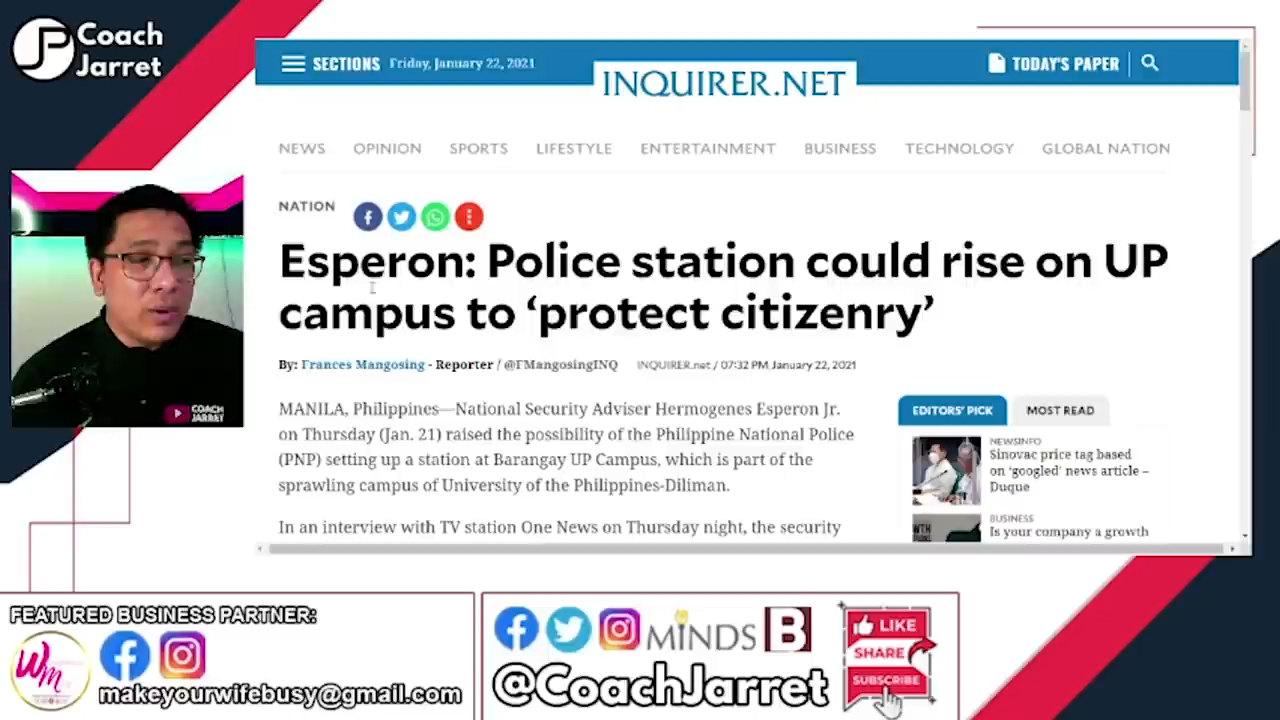 Coach
Jarret
SECTIONS Friday, January 22, 2021
INQUIRER.NET
TODAY'S PAPER
NEWS OPINION SPORTS LIFESTYLE ENTERTAINMENT BUSINESS TECHNOLOGY GLOBAL NATION
NATION
Esperon: Police station could rise on UP
campus to ‘protect citizenry’
By: Frances Mangosing - Reporter / @FMangosingINQ INQUIRER.net / 07:32 PM January 22, 2021
MANILA, Philippines—National Security Adviser Hermogenes Esperon Jr.
on Thursday (Jan. 21) raised the possibility of the Philippine National Police
(PNP) setting up a station at Barangay UP Campus, which is part of the
sprawling campus of University of the Philippines-Diliman.
In an interview with TV station One News on Thursday night, the security
EDITORS' PICK MOST READ
NEWSINFO
Sinovac price tag based
on ‘googled’ news article –
Duque
BUSINESS
Is your company a growth
COACH
JARRET
FEATURED BUSINESS PARTNER:
WM
makeyourwifebusy@gmail.com
MINDS B
@CoachJarret
LIKE
SHARE
SUBSCRIBE